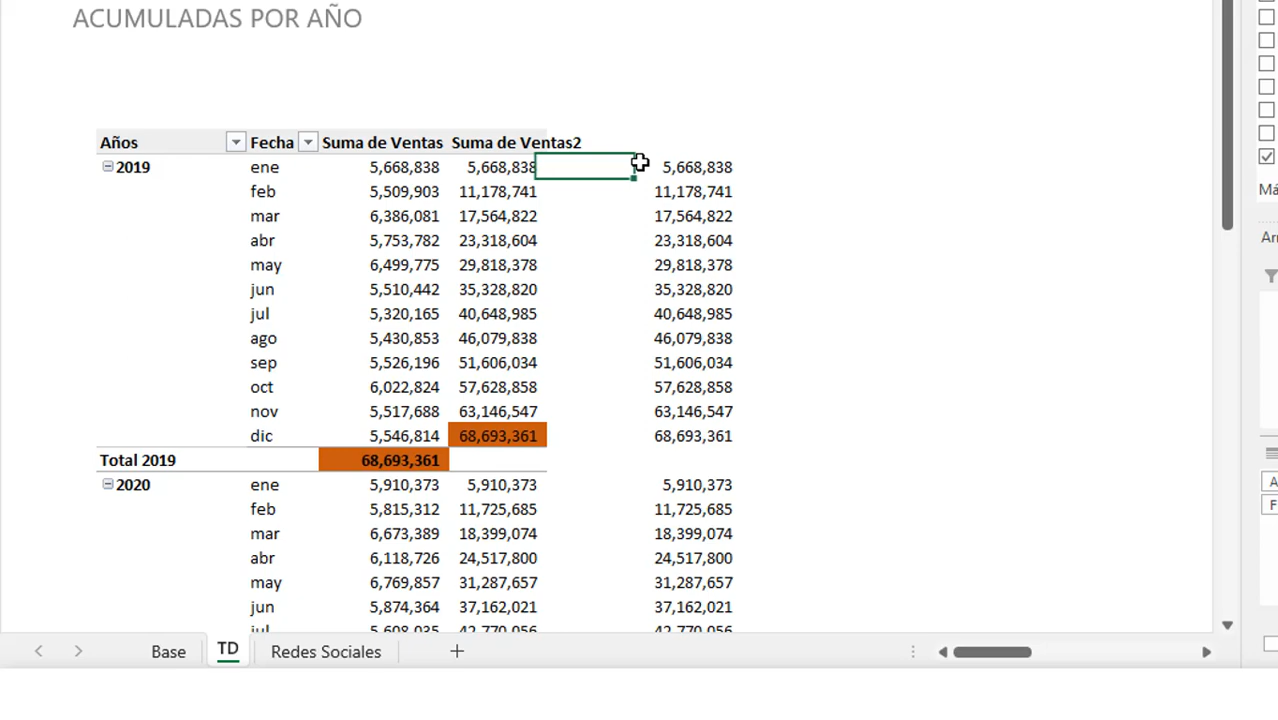 ACUMULADAS POR AÑO
Años Fecha Suma de Ventas Suma de Ventas2
2019 ene 5,668,838 5,668,838 5,668,838
feb 5,509,903 11,178,741 11,178,741
mar 6,386,081 17,564,822 17,564,822
abr 5,753,782 23,318,604 23,318,604
may 6,499,775 29,818,378 29,818,378
jun 5,510,442 35,328,820 35,328,820
jul 5,320,165 40,648,985 40,648,985
ago 5,430,853 46,079,838 46,079,838
sep 5,526,196 51,606,034 51,606,034
oct 6,022,824 57,628,858 57,628,858
nov 5,517,688 63,146,547 63,146,547
dic 5,546,814 68,693,361 68,693,361
Total 2019 68,693,361
2020 ene 5,910,373 5,910,373 5,910,373
feb 5,815,312 11,725,685 11,725,685
mar 6,673,389 18,399,074 18,399,074
abr 6,118,726 24,517,800 24,517,800
may 6,769,857 31,287,657 31,287,657
jun 5,874,364 37,162,021 37,162,021
jul 5,608,035 42,770,056 42,770,056
Base TD Redes Sociales